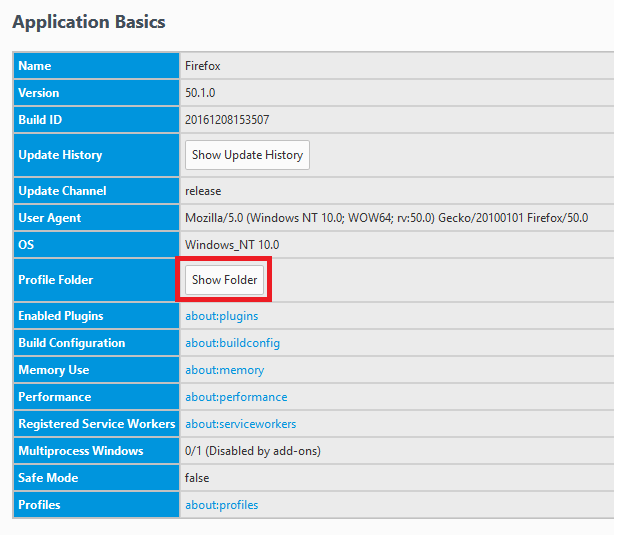 Application Basics
Name Firefox
Version 50.1.0
Build ID 20161208153507
Update History Show Update History
Update Channel release
User Agent Mozilla/5.0 (Windows NT 10.0; WOW64; rv:50.0) Gecko/20100101 Firefox/50.0
OS Windows_NT 10.0
Profile Folder Show Folder
Enabled Plugins about:plugins
Build Configuration about:buildconfig
Memory Use about:memory
Performance about:performance
Registered Service Workers about:serviceworkers
Multiprocess Windows 0/1 (Disabled by add-ons)
Safe Mode false
Profiles about:profiles